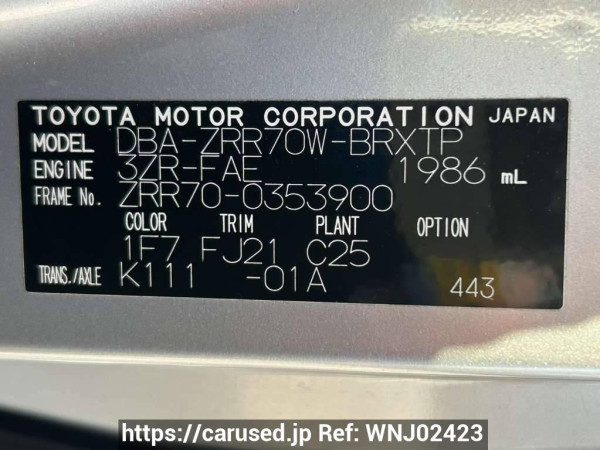 TOYOTA MOTOR CORPORATION JAPAN
MODEL DBA-ZRR70W-BRXTP
ENGINE 3ZR-FAE 1986 mL
FRAME No. ZRR70-0353900
COLOR TRIM PLANT OPTION
1F7 FJ21 C25
TRANS./AXLE K111 -01A 443
https://carused.jp Ref: WNJ02423